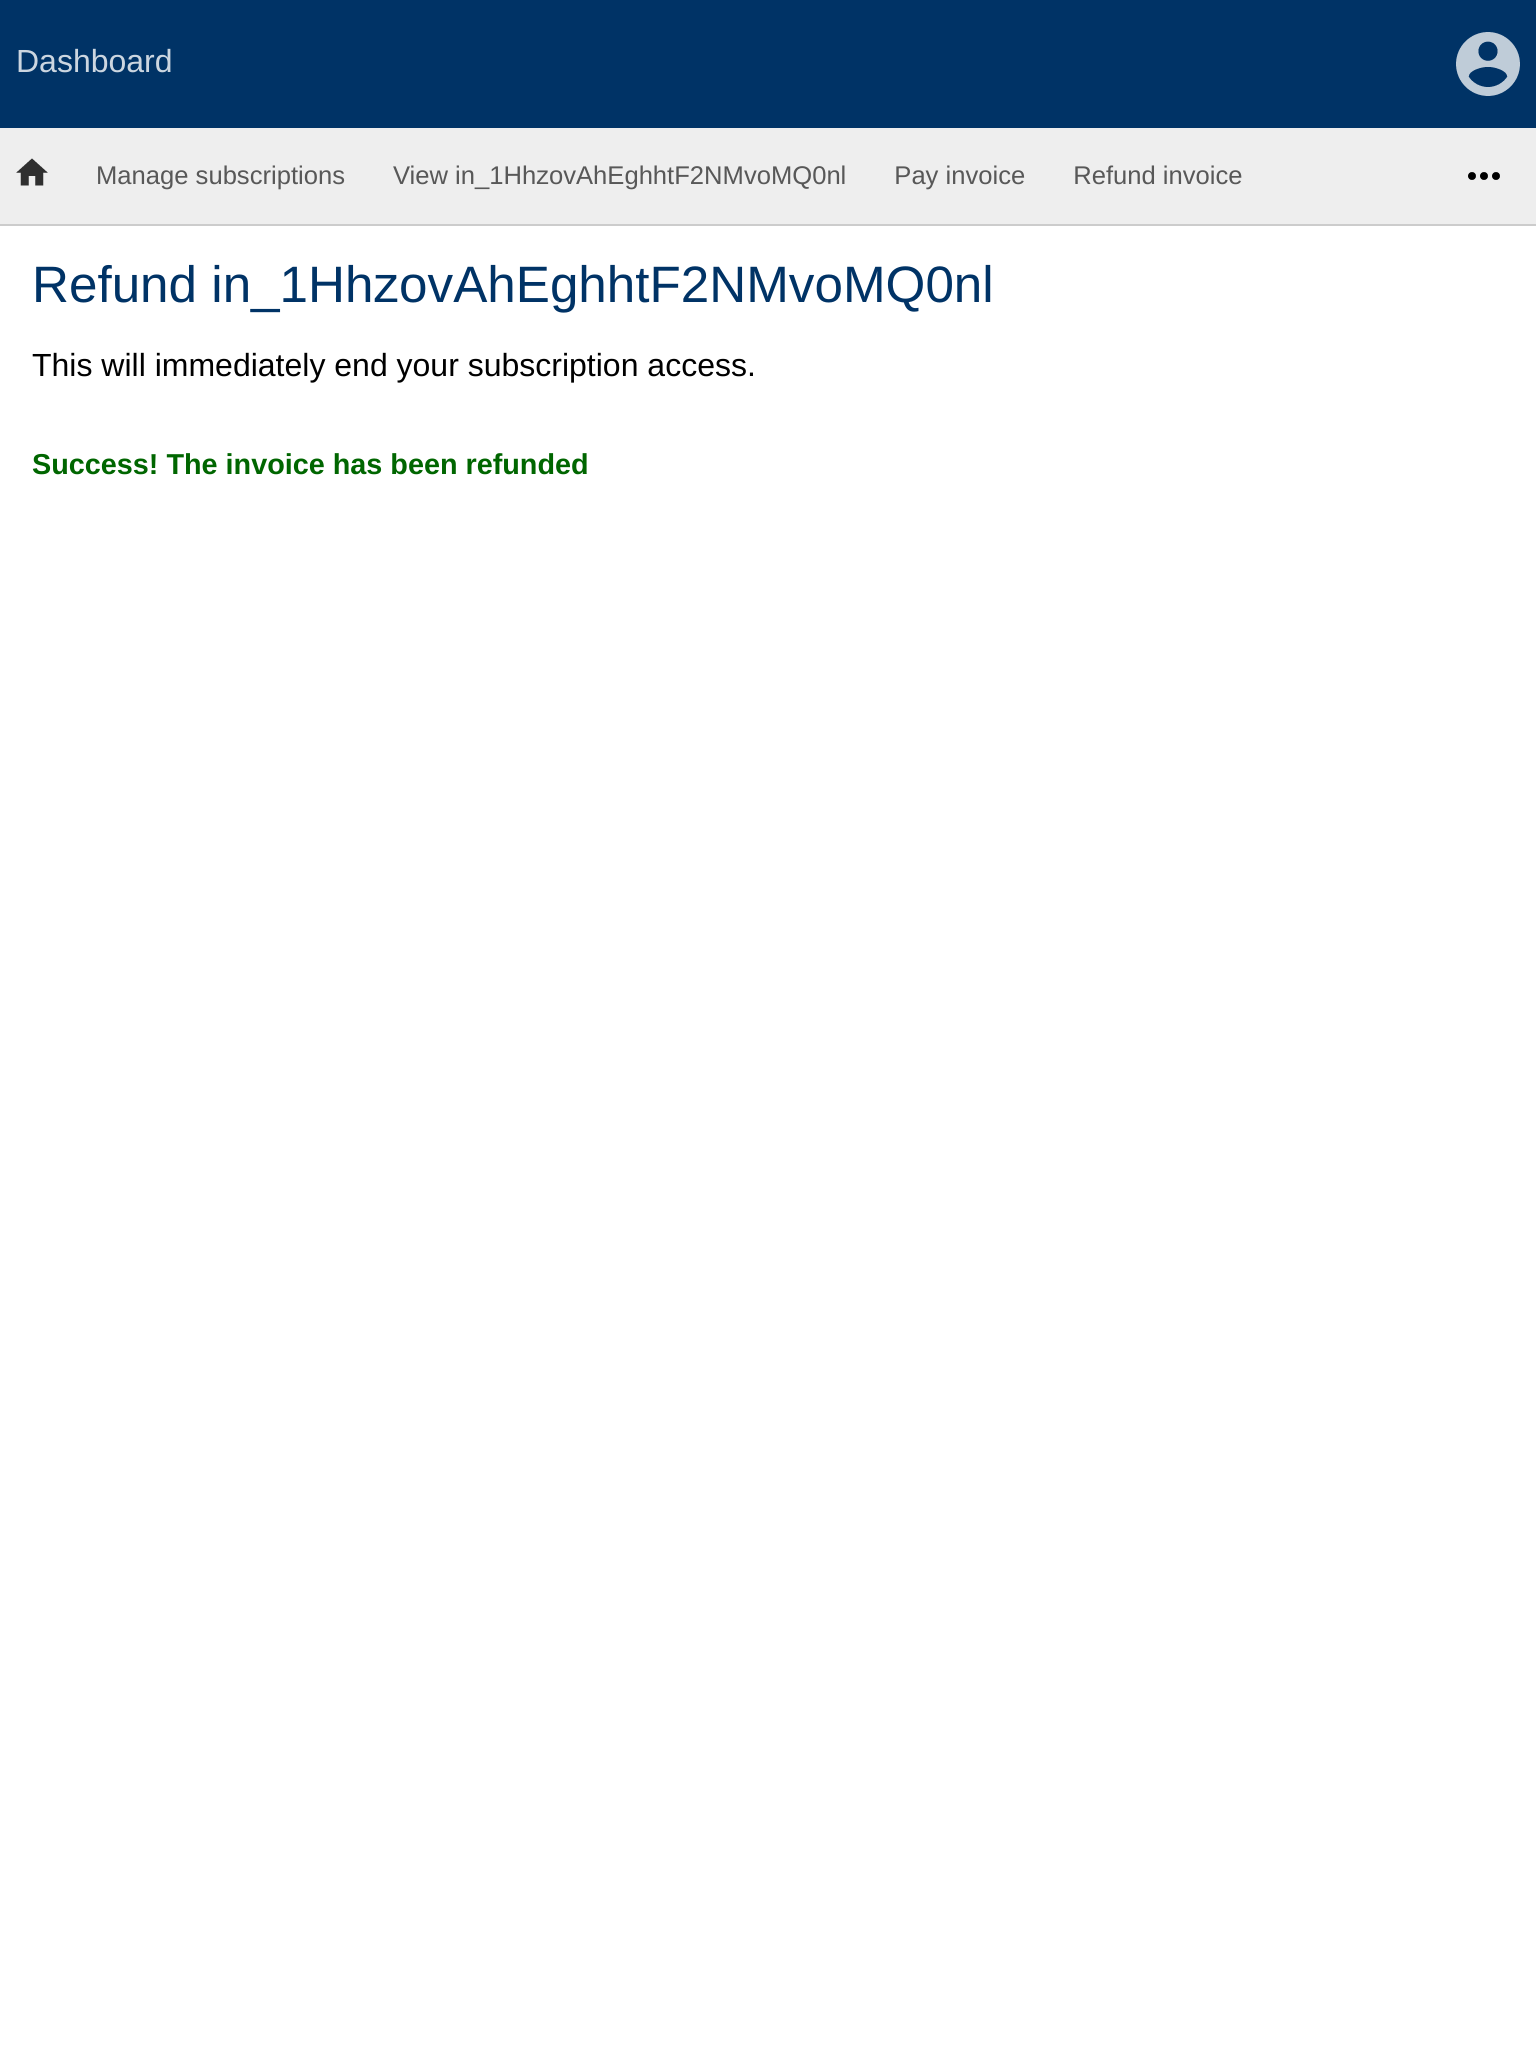 Dashboard
Manage subscriptions View in_1HhzovAhEghhtF2NMvoMQ0nl Pay invoice Refund invoice
Refund in_1HhzovAhEghhtF2NMvoMQ0nl
This will immediately end your subscription access.
Success! The invoice has been refunded